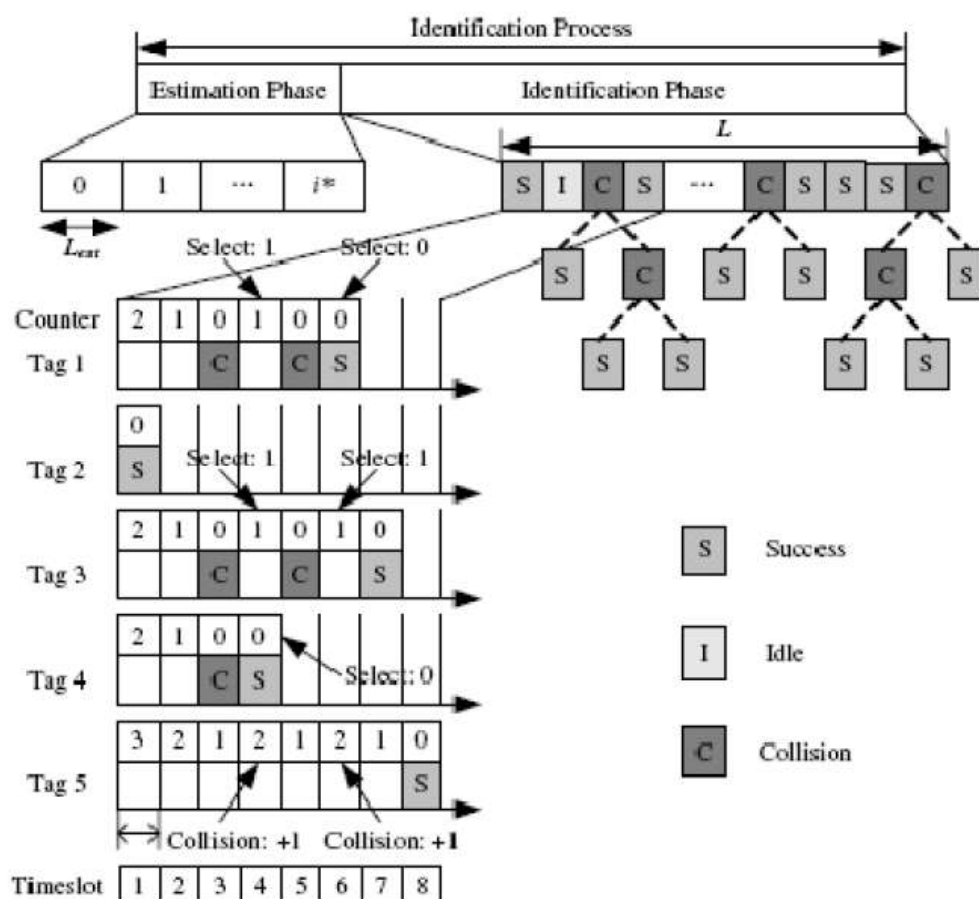 Identification Process
Estimation Phase Identification Phase
L
0 1 ... i*
S I C S ... C S S S C
L_est
Select: 1 Select: 0
S C S S C S
Counter 2 1 0 1 0 0
Tag 1 C C S
S S S S
0
Tag 2 S
Select: 1 Select: 1
2 1 0 1 0 1 0
Tag 3 C C S
S Success
2 1 0 0
Tag 4 C S
Select: 0
I Idle
3 2 1 2 1 2 1 0
Tag 5 S
C Collision
Collision: +1 Collision: +1
Timeslot 1 2 3 4 5 6 7 8